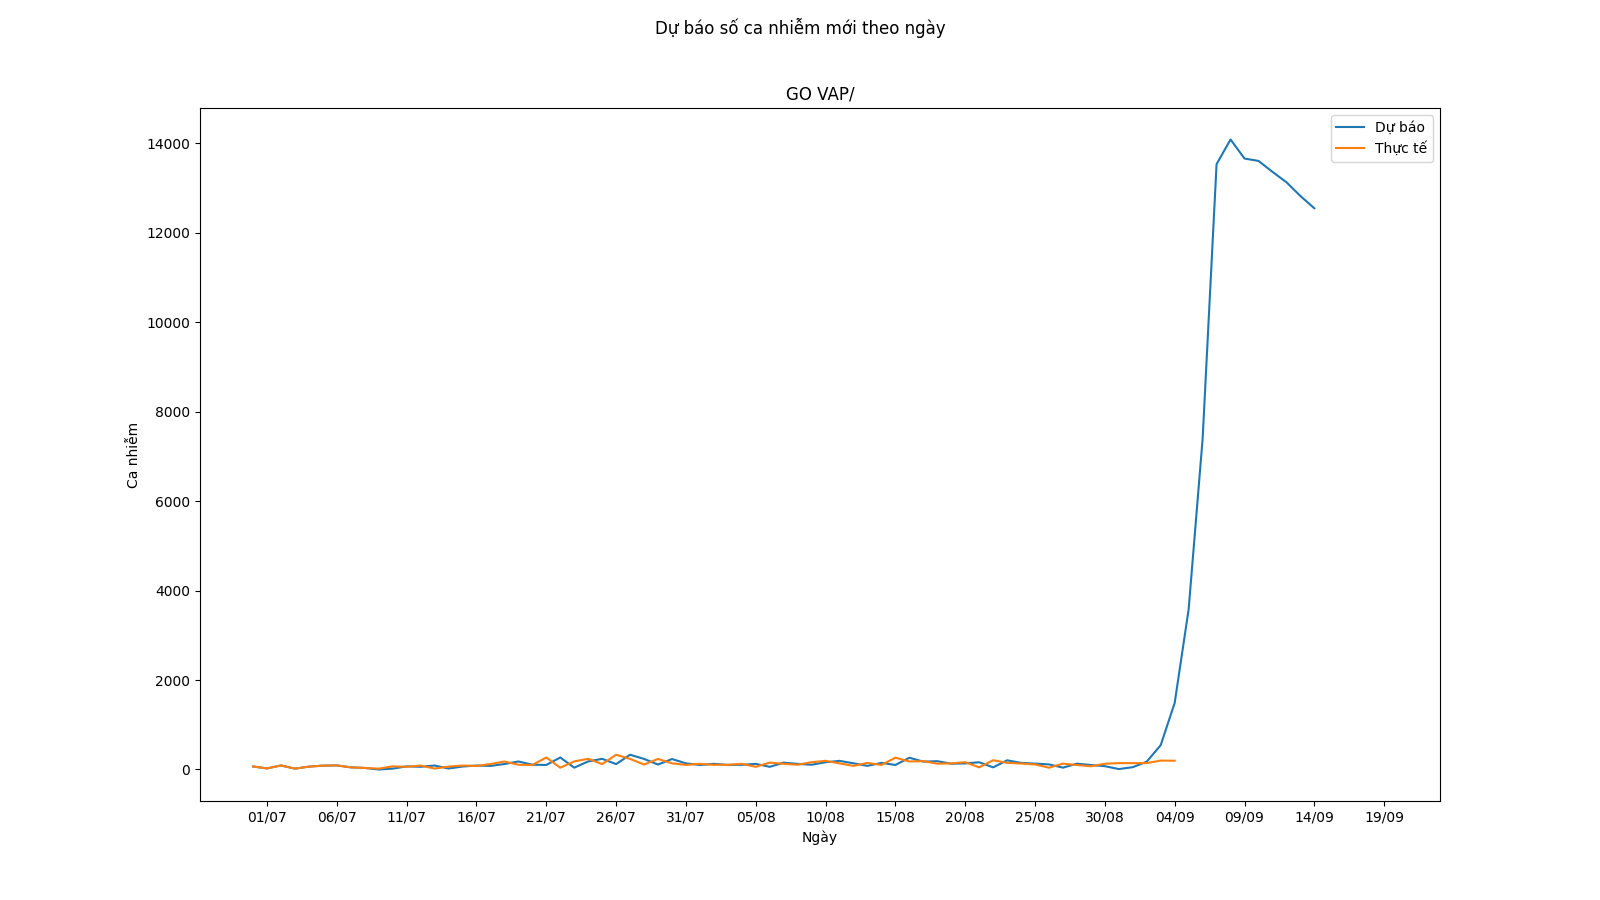 Dự báo số ca nhiễm mới theo ngày
GO VAP/
Dự báo
Thực tế
14000
12000
10000
8000
6000
4000
2000
0
Ca nhiễm
01/07 06/07 11/07 16/07 21/07 26/07 31/07 05/08 10/08 15/08 20/08 25/08 30/08 04/09 09/09 14/09 19/09
Ngày